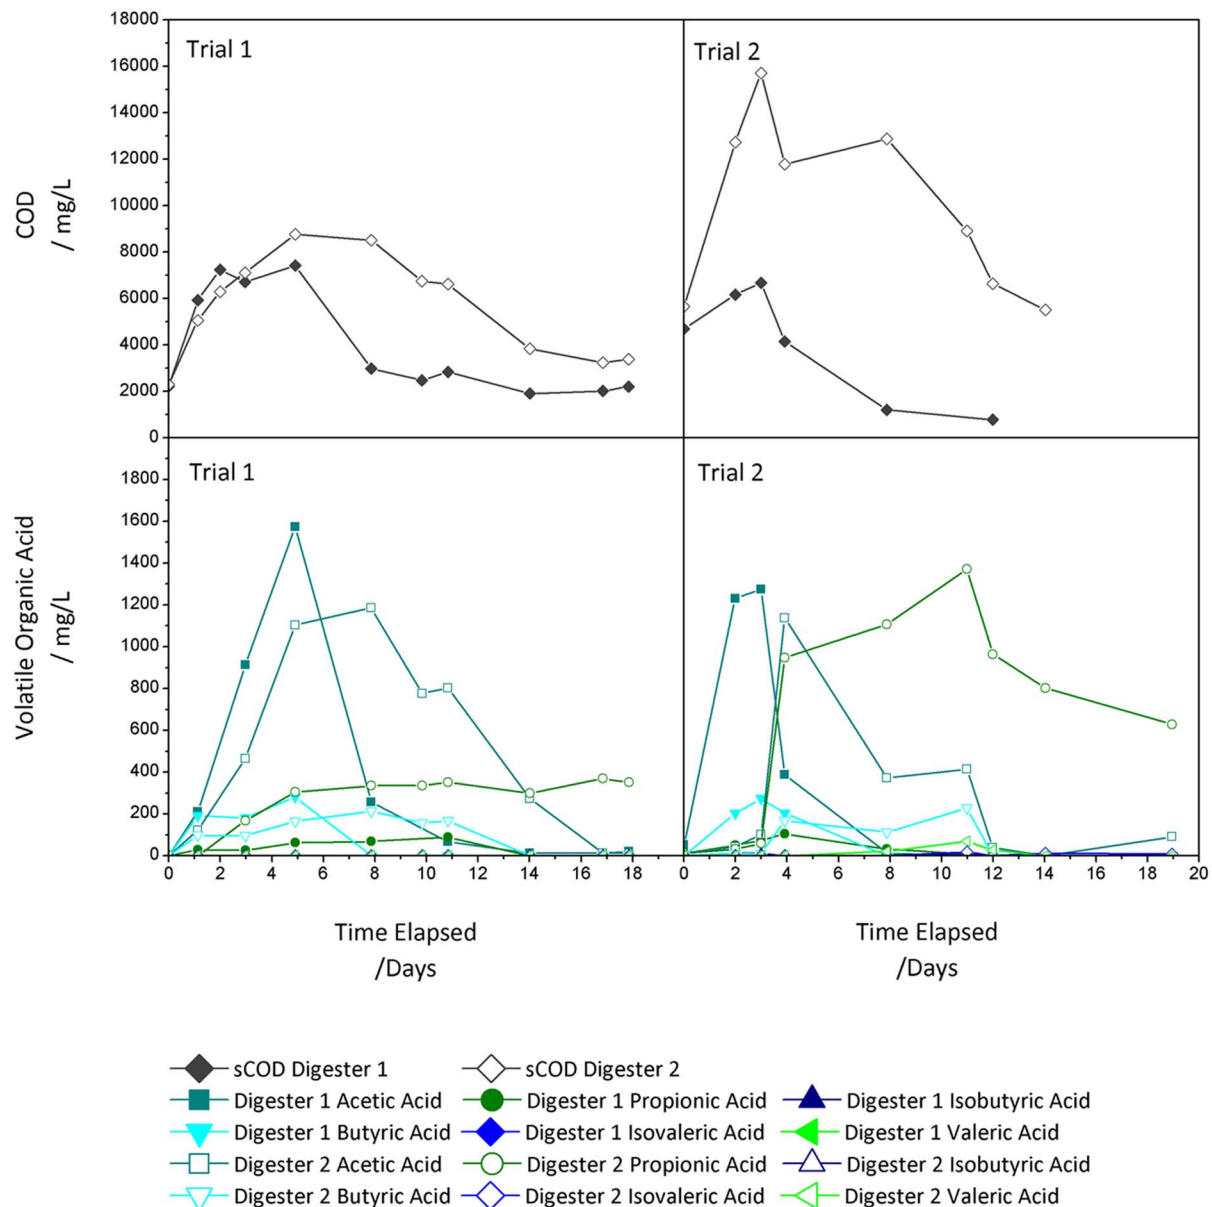 18000
16000
14000
12000
10000
8000
6000
4000
2000
0
COD
/ mg/L
Trial 1
Trial 2
1800
1600
1400
1200
1000
800
600
400
200
0
Volatile Organic Acid
/ mg/L
Trial 1
Trial 2
0 2 4 6 8 10 12 14 16 18 0 2 4 6 8 10 12 14 16 18 20
Time Elapsed
/Days
Time Elapsed
/Days
sCOD Digester 1 sCOD Digester 2
Digester 1 Acetic Acid Digester 1 Propionic Acid Digester 1 Isobutyric Acid
Digester 1 Butyric Acid Digester 1 Isovaleric Acid Digester 1 Valeric Acid
Digester 2 Acetic Acid Digester 2 Propionic Acid Digester 2 Isobutyric Acid
Digester 2 Butyric Acid Digester 2 Isovaleric Acid Digester 2 Valeric Acid